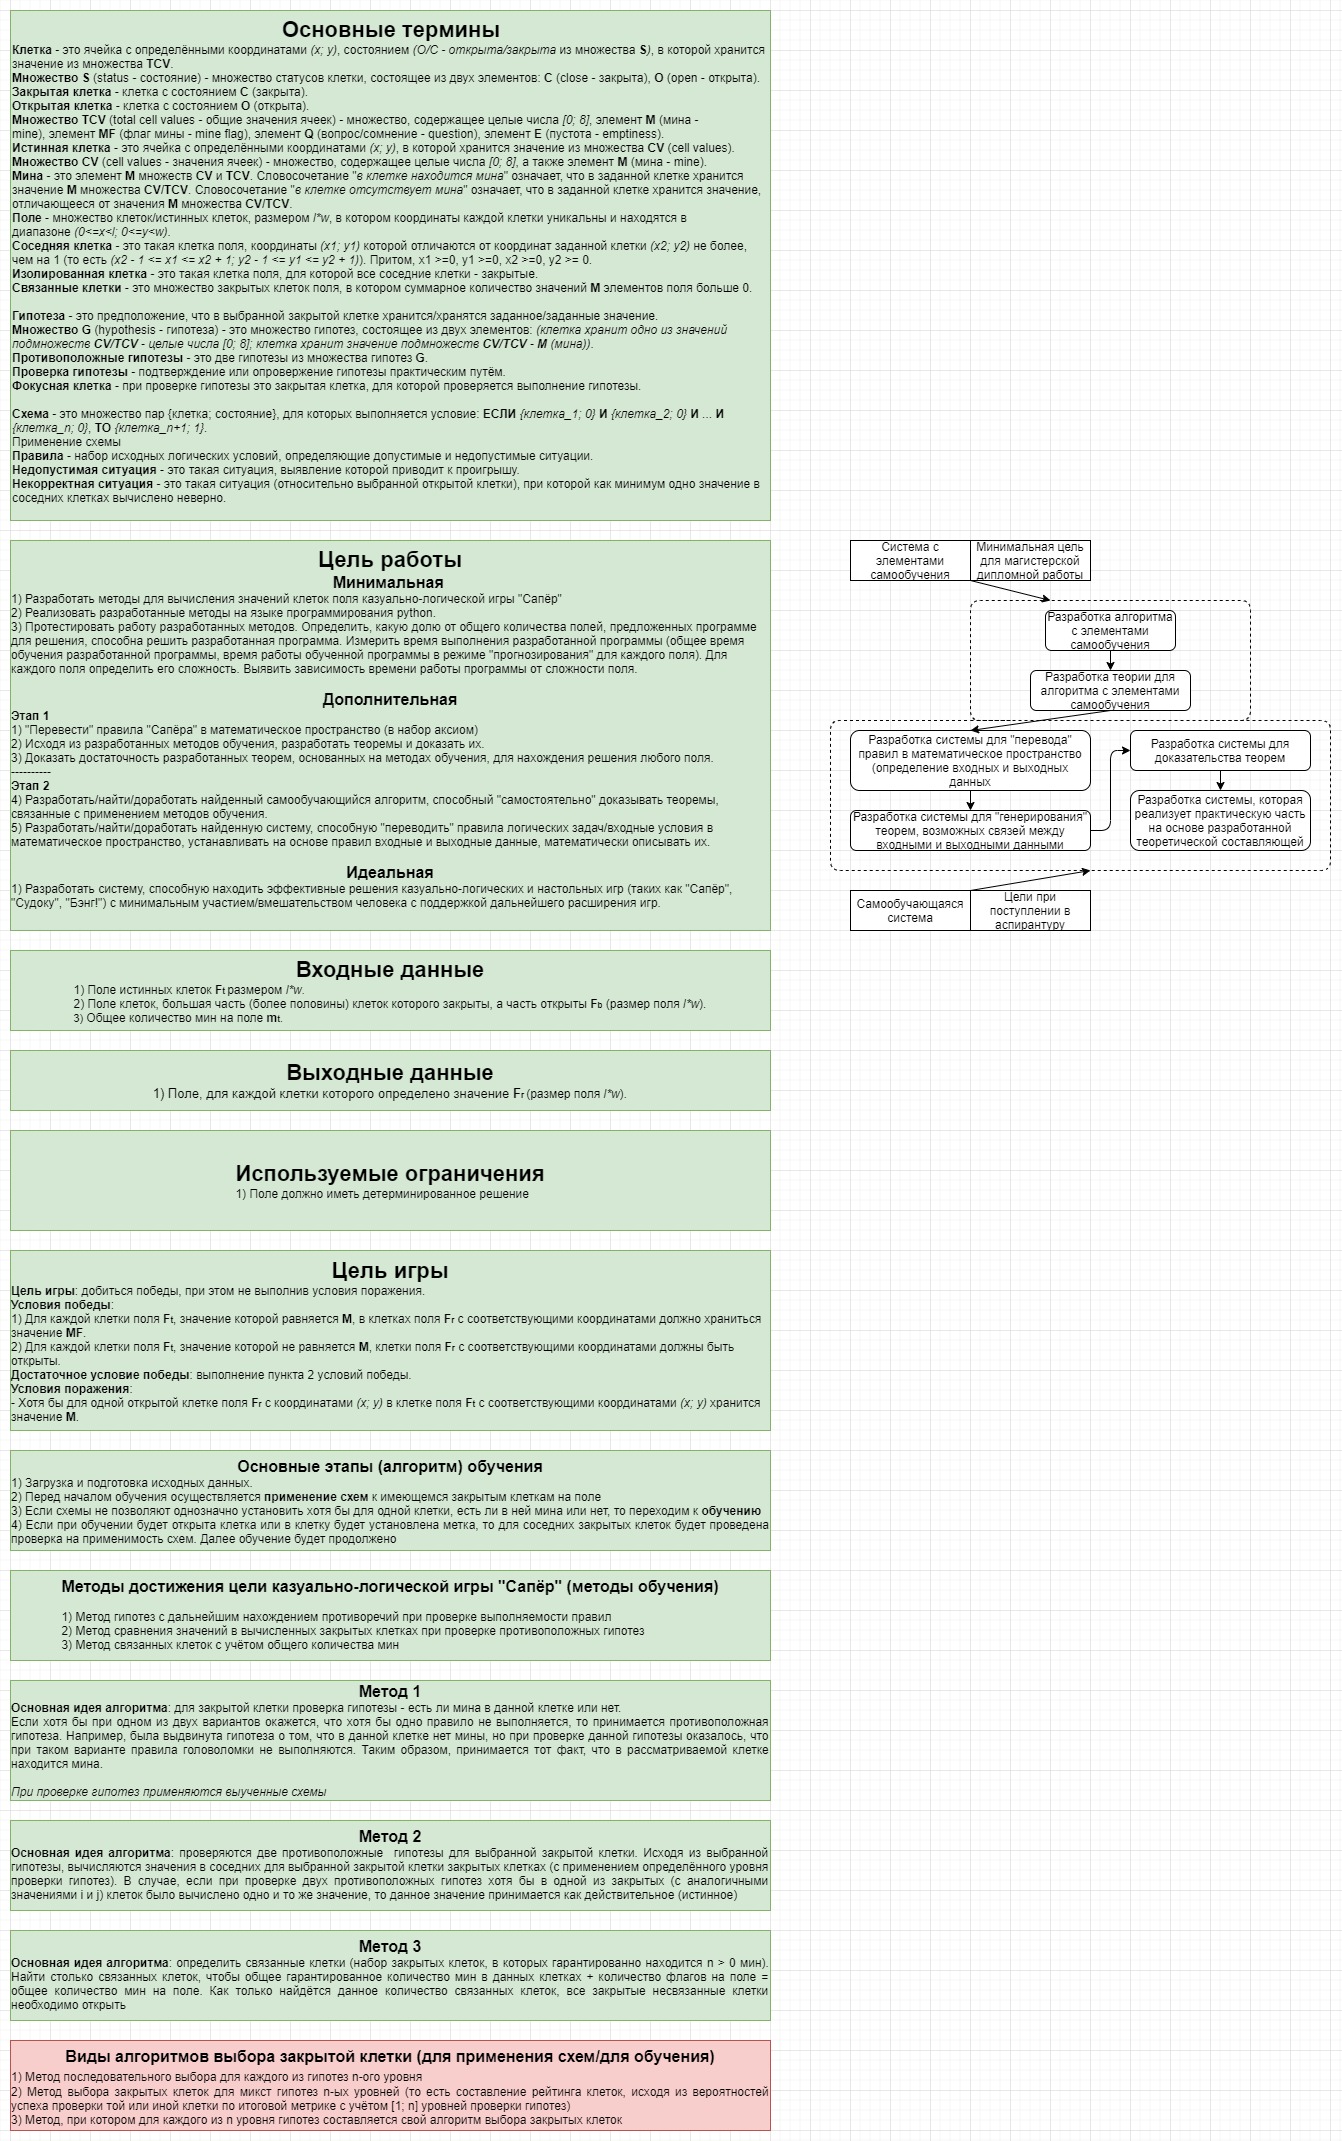 Основные термины
Клетка - это ячейка с определёнными координатами (x; y), состоянием (O/C - открыта/закрыта из множества S), в которой хранится
значение из множества TCV.
Множество S (status - состояние) - множество статусов клетки, состоящее из двух элементов: C (close - закрыта), O (open - открыта).
Закрытая клетка - клетка с состоянием C (закрыта).
Открытая клетка - клетка с состоянием O (открыта).
Множество TCV (total cell values - общие значения ячеек) - множество, содержащее целые числа [0; 8], элемент M (мина -
mine), элемент MF (флаг мины - mine flag), элемент Q (вопрос/сомнение - question), элемент E (пустота - emptiness).
Истинная клетка - это ячейка с определёнными координатами (x; y), в которой хранится значение из множества CV (cell values).
Множество CV (cell values - значения ячеек) - множество, содержащее целые числа [0; 8], а также элемент M (мина - mine).
Мина - это элемент M множеств CV и TCV. Словосочетание "в клетке находится мина" означает, что в заданной клетке хранится
значение M множества CV/TCV. Словосочетание "в клетке отсутствует мина" означает, что в заданной клетке хранится значение,
отличающееся от значения M множества CV/TCV.
Поле - множество клеток/истинных клеток, размером l*w, в котором координаты каждой клетки уникальны и находятся в
диапазоне (0<=x<l; 0<=y<w).
Соседняя клетка - это такая клетка поля, координаты (x1; y1) которой отличаются от координат заданной клетки (x2; y2) не более,
чем на 1 (то есть (x2 - 1 <= x1 <= x2 + 1; y2 - 1 <= y1 <= y2 + 1)). Притом, x1 >=0, y1 >=0, x2 >=0, y2 >= 0.
Изолированная клетка - это такая клетка поля, для которой все соседние клетки - закрытые.
Связанные клетки - это множество закрытых клеток поля, в котором суммарное количество значений M элементов поля больше 0.
Гипотеза - это предположение, что в выбранной закрытой клетке хранится/хранятся заданное/заданные значение.
Множество G (hypothesis - гипотеза) - это множество гипотез, состоящее из двух элементов: (клетка хранит одно из значений
подмножеств CV/TCV - целые числа [0; 8]; клетка хранит значение подмножеств CV/TCV - M (мина)).
Противоположные гипотезы - это две гипотезы из множества гипотез G.
Проверка гипотезы - подтверждение или опровержение гипотезы практическим путём.
Фокусная клетка - при проверке гипотезы это закрытая клетка, для которой проверяется выполнение гипотезы.
Схема - это множество пар {клетка; состояние}, для которых выполняется условие: ЕСЛИ {клетка_1; 0} И {клетка_2; 0} И ... И
{клетка_n; 0}, ТО {клетка_n+1; 1}.
Применение схемы
Правила - набор исходных логических условий, определяющие допустимые и недопустимые ситуации.
Недопустимая ситуация - это такая ситуация, выявление которой приводит к проигрышу.
Некорректная ситуация - это такая ситуация (относительно выбранной открытой клетки), при которой как минимум одно значение в
соседних клетках вычислено неверно.
Цель работы
Минимальная
1) Разработать методы для вычисления значений клеток поля казуально-логической игры "Сапёр"
2) Реализовать разработанные методы на языке программирования python.
3) Протестировать работу разработанных методов. Определить, какую долю от общего количества полей, предложенных программе
для решения, способна решить разработанная программа. Измерить время выполнения разработанной программы (общее время
обучения разработанной программы, время работы обученной программы в режиме "прогнозирования" для каждого поля). Для
каждого поля определить его сложность. Выявить зависимость времени работы программы от сложности поля.
Дополнительная
Этап 1
1) "Перевести" правила "Сапёра" в математическое пространство (в набор аксиом)
2) Исходя из разработанных методов обучения, разработать теоремы и доказать их.
3) Доказать достаточность разработанных теорем, основанных на методах обучения, для нахождения решения любого поля.
----------
Этап 2
4) Разработать/найти/доработать найденный самообучающийся алгоритм, способный "самостоятельно" доказывать теоремы,
связанные с применением методов обучения.
5) Разработать/найти/доработать найденную систему, способную "переводить" правила логических задач/входные условия в
математическое пространство, устанавливать на основе правил входные и выходные данные, математически описывать их.
Идеальная
1) Разработать систему, способную находить эффективные решения казуально-логических и настольных игр (таких как "Сапёр",
"Судоку", "Бэнг!") с минимальным участием/вмешательством человека с поддержкой дальнейшего расширения игр.
Система с
элементами
самообучения
Минимальная цель
для магистерской
дипломной работы
Разработка алгоритма
с элементами
самообучения
Разработка теории для
алгоритма с элементами
самообучения
Разработка системы для "перевода"
правил в математическое пространство
(определение входных и выходных
данных
Разработка системы для "генерирования"
теорем, возможных связей между
входными и выходными данными
Разработка системы для
доказательства теорем
Разработка системы, которая
реализует практическую часть
на основе разработанной
теоретической составляющей
Самообучающаяся
система
Цели при
поступлении в
аспирантуру
Входные данные
1) Поле истинных клеток Ft размером l*w.
2) Поле клеток, большая часть (более половины) клеток которого закрыты, а часть открыты Fb (размер поля l*w).
3) Общее количество мин на поле mt.
Выходные данные
1) Поле, для каждой клетки которого определено значение Fr (размер поля l*w).
Используемые ограничения
1) Поле должно иметь детерминированное решение
Цель игры
Цель игры: добиться победы, при этом не выполнив условия поражения.
Условия победы:
1) Для каждой клетки поля Ft, значение которой равняется M, в клетках поля Fr с соответствующими координатами должно храниться
значение MF.
2) Для каждой клетки поля Ft, значение которой не равняется M, клетки поля Fr с соответствующими координатами должны быть
открыты.
Достаточное условие победы: выполнение пункта 2 условий победы.
Условия поражения:
- Хотя бы для одной открытой клетке поля Fr с координатами (x; y) в клетке поля Ft с соответствующими координатами (x; y) хранится
значение M.
Основные этапы (алгоритм) обучения
1) Загрузка и подготовка исходных данных.
2) Перед началом обучения осуществляется применение схем к имеющемся закрытым клеткам на поле
3) Если схемы не позволяют однозначно установить хотя бы для одной клетки, есть ли в ней мина или нет, то переходим к обучению
4) Если при обучении будет открыта клетка или в клетку будет установлена метка, то для соседних закрытых клеток будет проведена
проверка на применимость схем. Далее обучение будет продолжено
Методы достижения цели казуально-логической игры "Сапёр" (методы обучения)
1) Метод гипотез с дальнейшим нахождением противоречий при проверке выполняемости правил
2) Метод сравнения значений в вычисленных закрытых клетках при проверке противоположных гипотез
3) Метод связанных клеток с учётом общего количества мин
Метод 1
Основная идея алгоритма: для закрытой клетки проверка гипотезы - есть ли мина в данной клетке или нет.
Если хотя бы при одном из двух вариантов окажется, что хотя бы одно правило не выполняется, то принимается противоположная
гипотеза. Например, была выдвинута гипотеза о том, что в данной клетке нет мины, но при проверке данной гипотезы оказалось, что
при таком варианте правила головоломки не выполняются. Таким образом, принимается тот факт, что в рассматриваемой клетке
находится мина.
При проверке гипотез применяются выученные схемы
Метод 2
Основная идея алгоритма: проверяются две противоположные гипотезы для выбранной закрытой клетки. Исходя из выбранной
гипотезы, вычисляются значения в соседних для выбранной закрытой клетки закрытых клетках (с применением определённого уровня
проверки гипотез). В случае, если при проверке двух противоположных гипотез хотя бы в одной из закрытых (с аналогичными
значениями i и j) клеток было вычислено одно и то же значение, то данное значение принимается как действительное (истинное)
Метод 3
Основная идея алгоритма: определить связанные клетки (набор закрытых клеток, в которых гарантированно находится n > 0 мин).
Найти столько связанных клеток, чтобы общее гарантированное количество мин в данных клетках + количество флагов на поле =
общее количество мин на поле. Как только найдётся данное количество связанных клеток, все закрытые несвязанные клетки
необходимо открыть
Виды алгоритмов выбора закрытой клетки (для применения схем/для обучения)
1) Метод последовательного выбора для каждого из гипотез n-ого уровня
2) Метод выбора закрытых клеток для микст гипотез n-ых уровней (то есть составление рейтинга клеток, исходя из вероятностей
успеха проверки той или иной клетки по итоговой метрике с учётом [1; n] уровней проверки гипотез)
3) Метод, при котором для каждого из n уровня гипотез составляется свой алгоритм выбора закрытых клеток